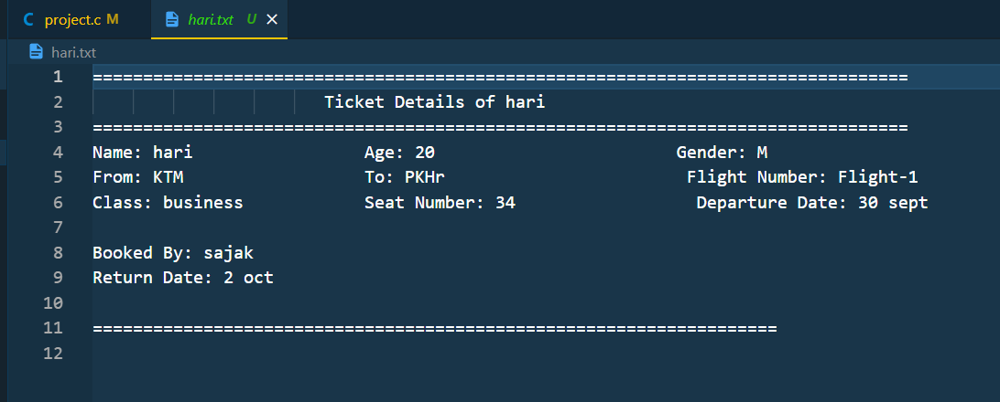 project.c M hari.txt U
hari.txt
1 =================================================================================
2 Ticket Details of hari
3 =================================================================================
4 Name: hari Age: 20 Gender: M
5 From: KTM To: PKHr Flight Number: Flight-1
6 Class: business Seat Number: 34 Departure Date: 30 sept
7
8 Booked By: sajak
9 Return Date: 2 oct
10
11 ====================================================================
12